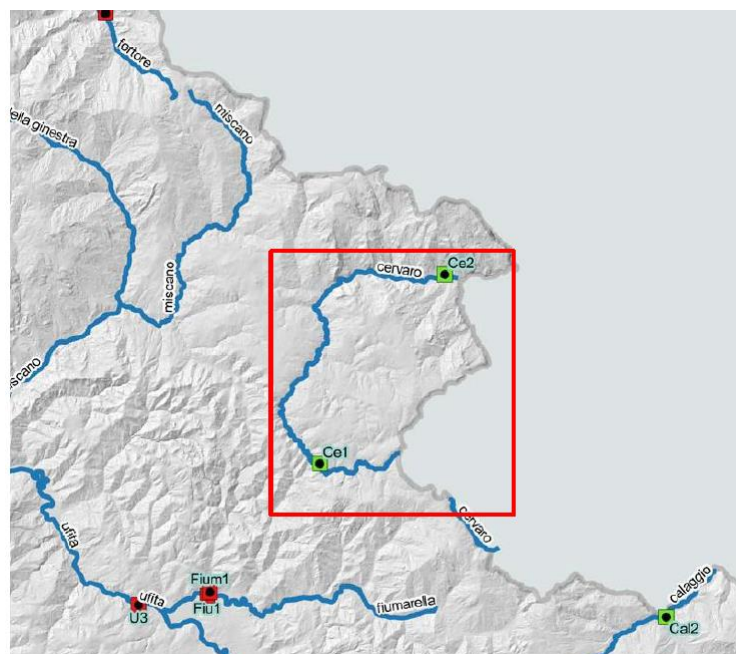 fortore
miscano
ella ginestra
Ce2
cervaro
miscano
iscano
Ce1
cervaro
ufita
Fium1
ufita
Fiu1
U3
fiumarella
Calaggio
Cal2